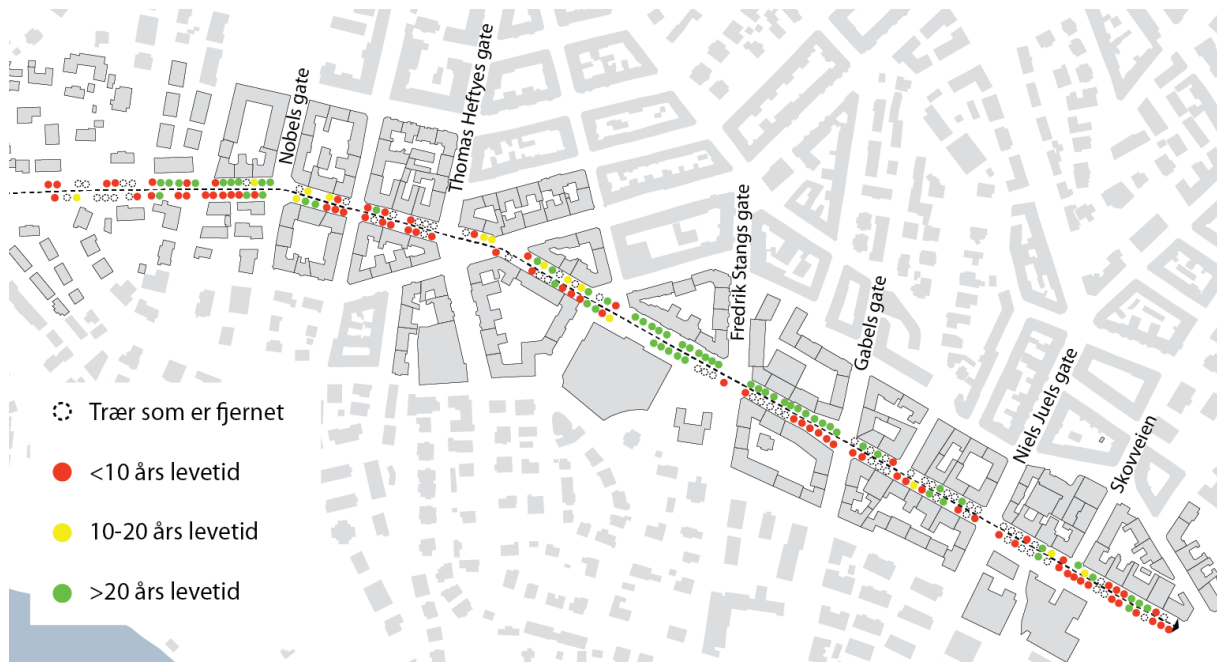 Nobels gate
Thomas Heftyes gate
Fredrik Stangs gate
Gabels gate
Niels Juels gate
Skovveien
Trær som er fjernet
<10 års levetid
10-20 års levetid
>20 års levetid